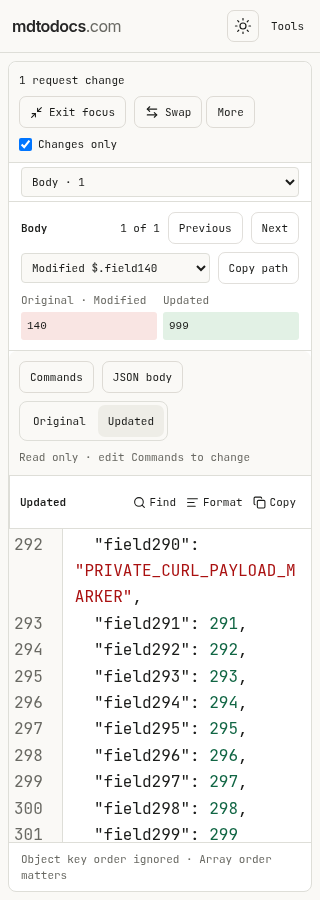 mdtodocs.com
Tools
1 request change
Exit focus
Swap
More
Changes only
Body · 1
Body
1 of 1
Previous
Next
Modified $.field140
Copy path
Original · Modified
Updated
140
999
Commands
JSON body
Original
Updated
Read only · edit Commands to change
Updated
Find
Format
Copy
292 "field290":
"PRIVATE_CURL_PAYLOAD_M
ARKER",
293 "field291": 291,
294 "field292": 292,
295 "field293": 293,
296 "field294": 294,
297 "field295": 295,
298 "field296": 296,
299 "field297": 297,
300 "field298": 298,
301 "field299": 299
Object key order ignored · Array order
matters